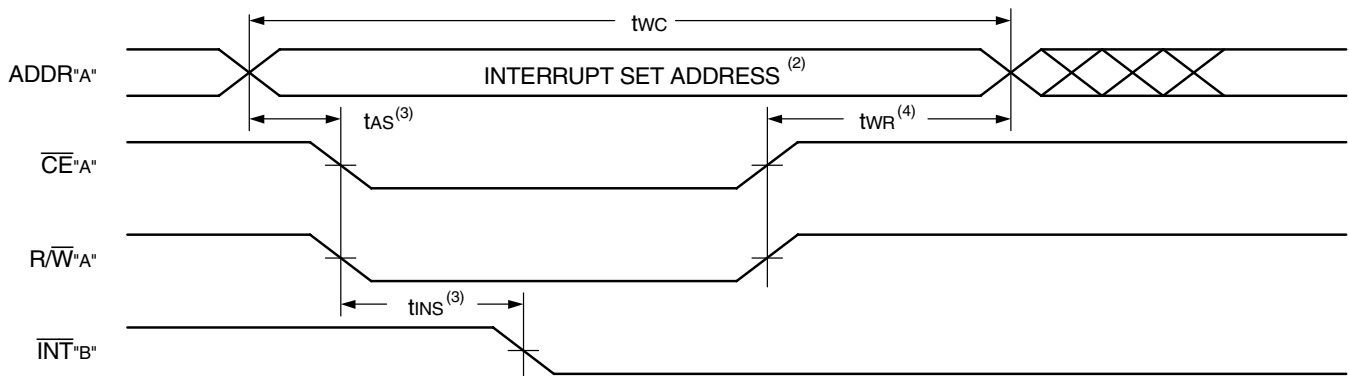 tWC
ADDR"A"
INTERRUPT SET ADDRESS (2)
tAS(3)
tWR(4)
CE"A"
R/W"A"
tINS(3)
INT"B"